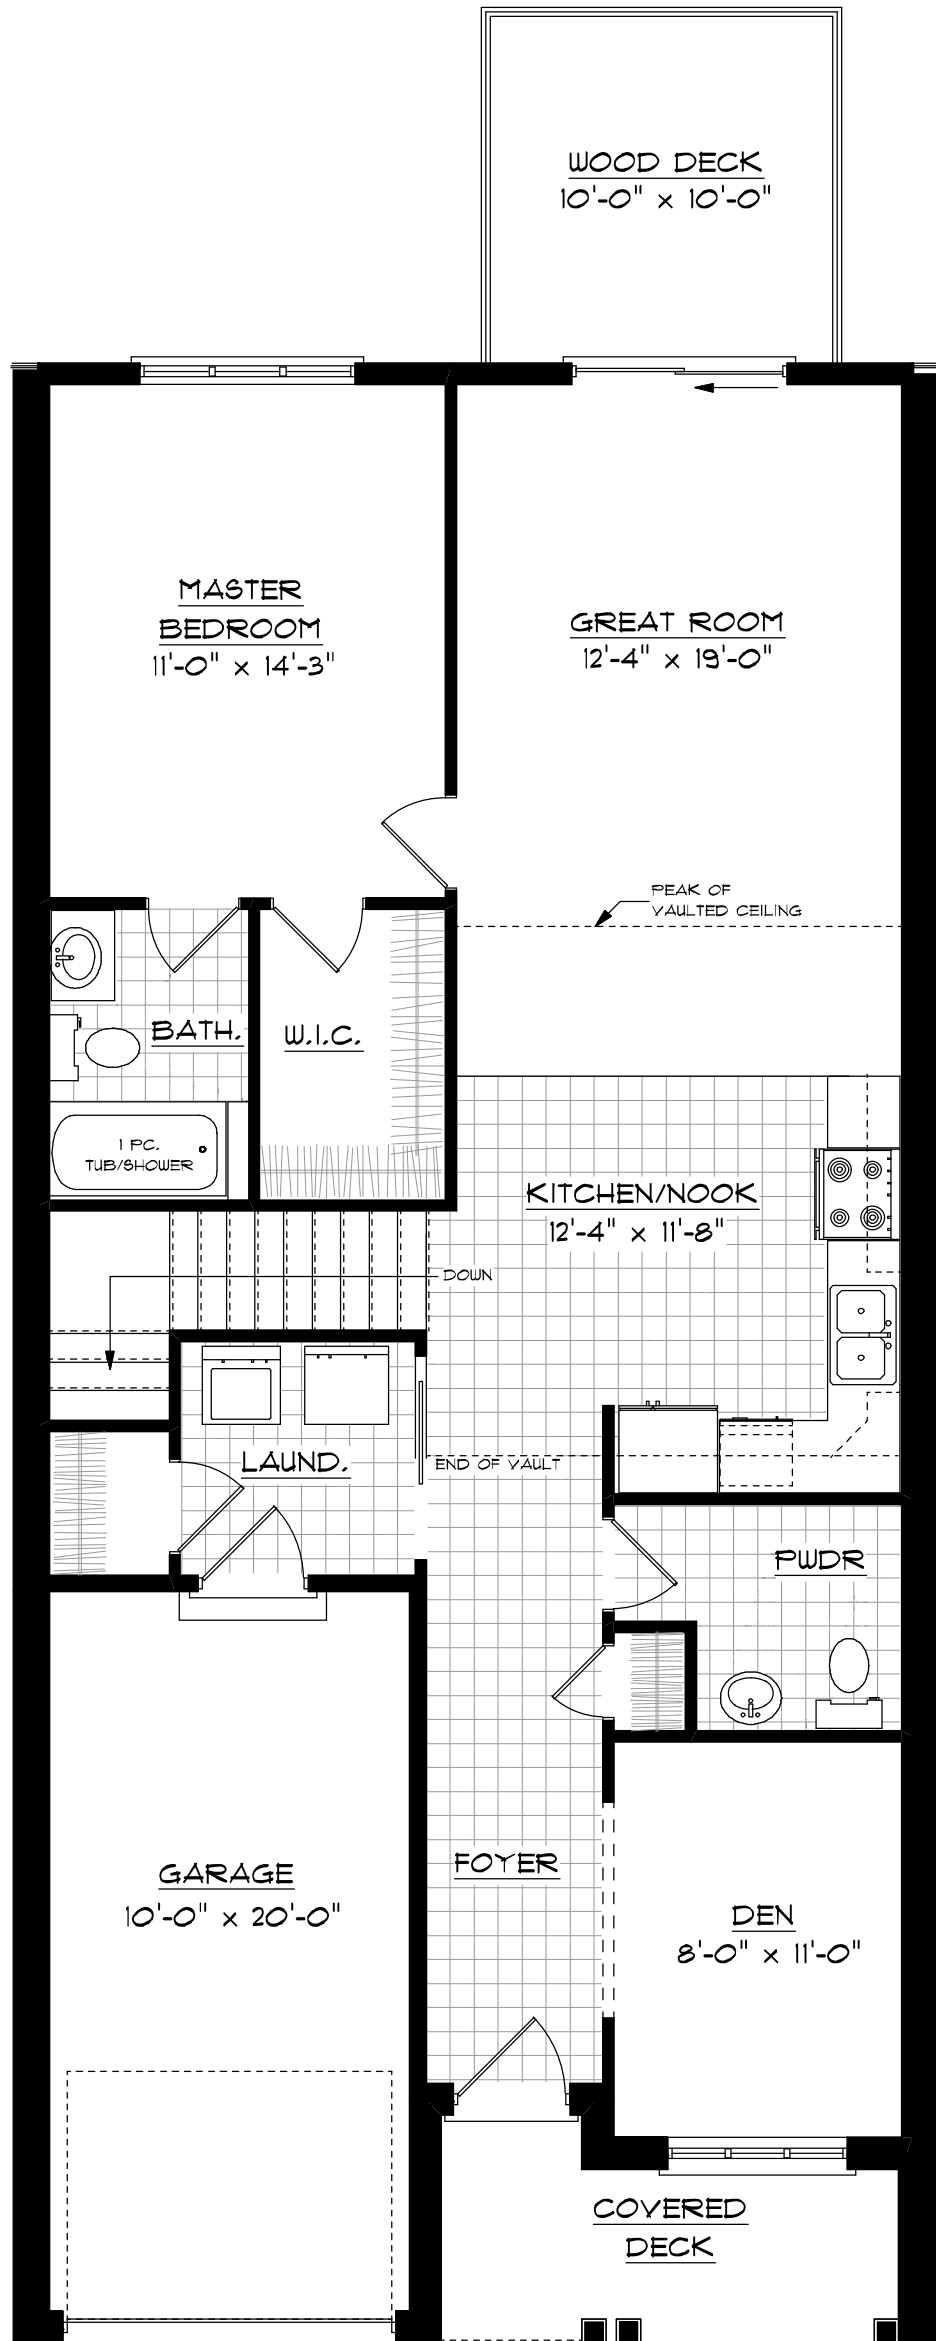 WOOD DECK
10'-0" x 10'-0"
MASTER
BEDROOM
11'-0" x 14'-3"
GREAT ROOM
12'-4" x 19'-0"
PEAK OF
VAULTED CEILING
BATH.
W.I.C.
1 PC.
TUB/SHOWER
KITCHEN/NOOK
12'-4" x 11'-8"
DOWN
LAUND.
END OF VAULT
PWDR
FOYER
GARAGE
10'-0" x 20'-0"
DEN
8'-0" x 11'-0"
COVERED
DECK